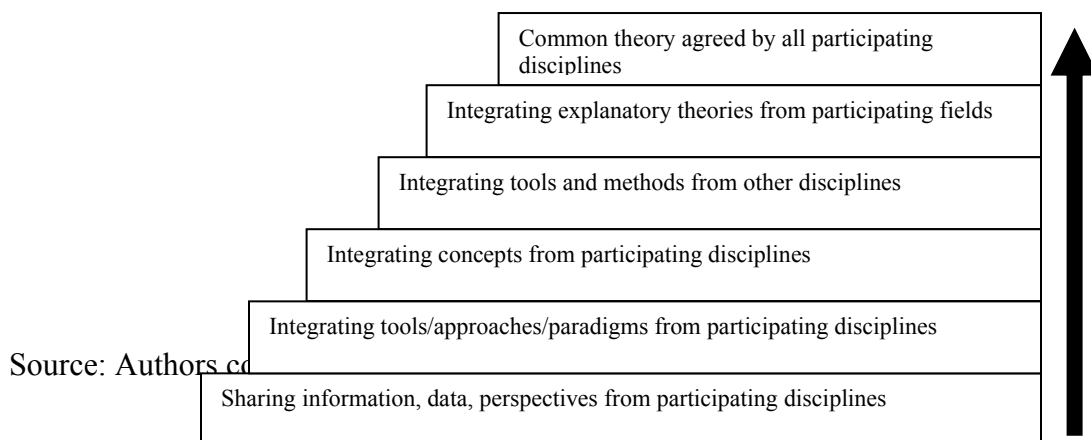 Common theory agreed by all participating
disciplines
Integrating explanatory theories from participating fields
Integrating tools and methods from other disciplines
Integrating concepts from participating disciplines
Integrating tools/approaches/paradigms from participating disciplines
Source: Authors
Sharing information, data, perspectives from participating disciplines